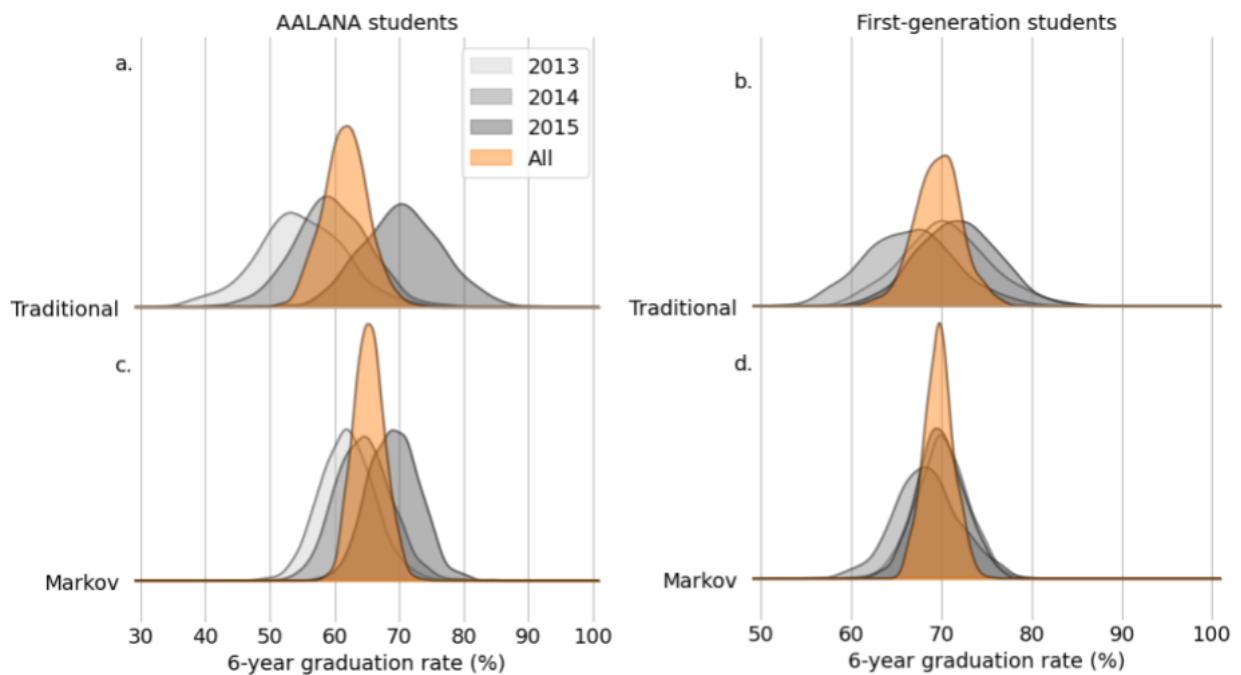 AALANA students
First-generation students
a.
2013
2014
2015
All
b.
Traditional
Traditional
c.
d.
Markov
Markov
30 40 50 60 70 80 90 100
50 60 70 80 90 100
6-year graduation rate (%)
6-year graduation rate (%)